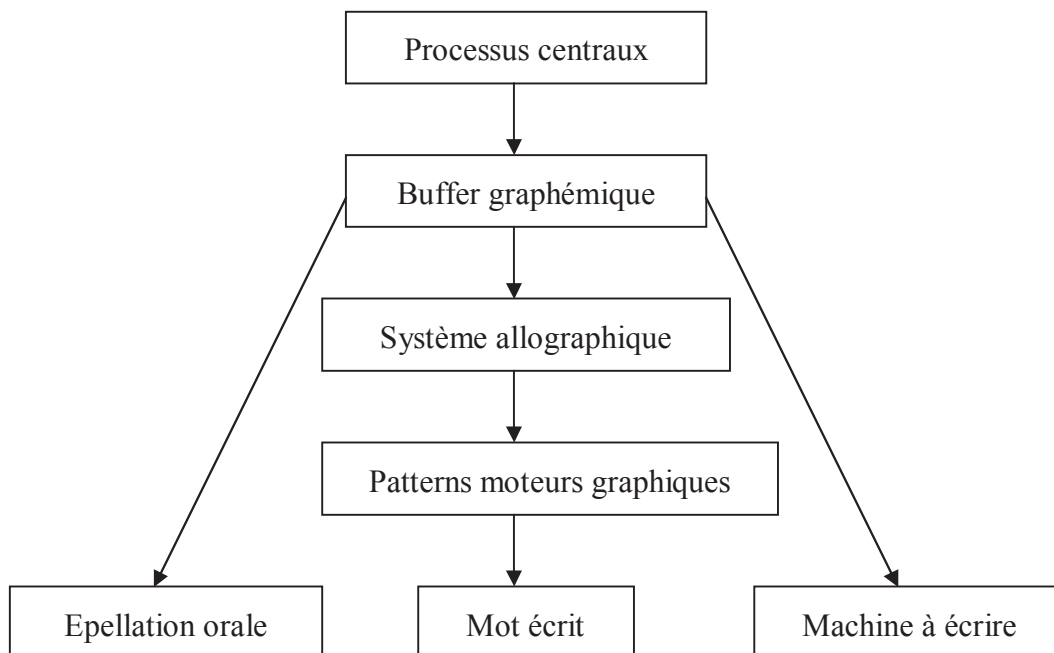 Processus centraux
Buffer graphémique
Système allographique
Patterns moteurs graphiques
Epellation orale
Mot écrit
Machine à écrire